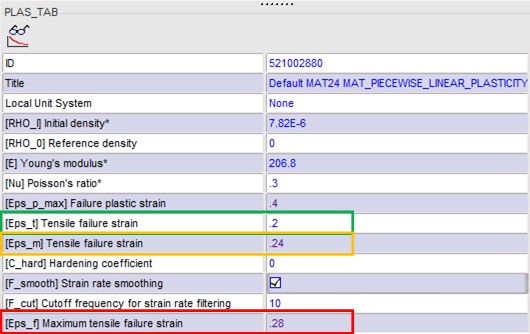 PLAS_TAB
ID 521002880
Title Default MAT24 MAT_PIECEWISE_LINEAR_PLASTICITY
Local Unit System None
[RHO_I] Initial density* 7.82E-6
[RHO_0] Reference density 0
[E] Young's modulus* 206.8
[Nu] Poisson's ratio* .3
[Eps_p_max] Failure plastic strain .4
[Eps_t] Tensile failure strain .2
[Eps_m] Tensile failure strain .24
[C_hard] Hardening coefficient 0
[F_smooth] Strain rate smoothing
[F_cut] Cutoff frequency for strain rate filtering 10
[Eps_f] Maximum tensile failure strain .28